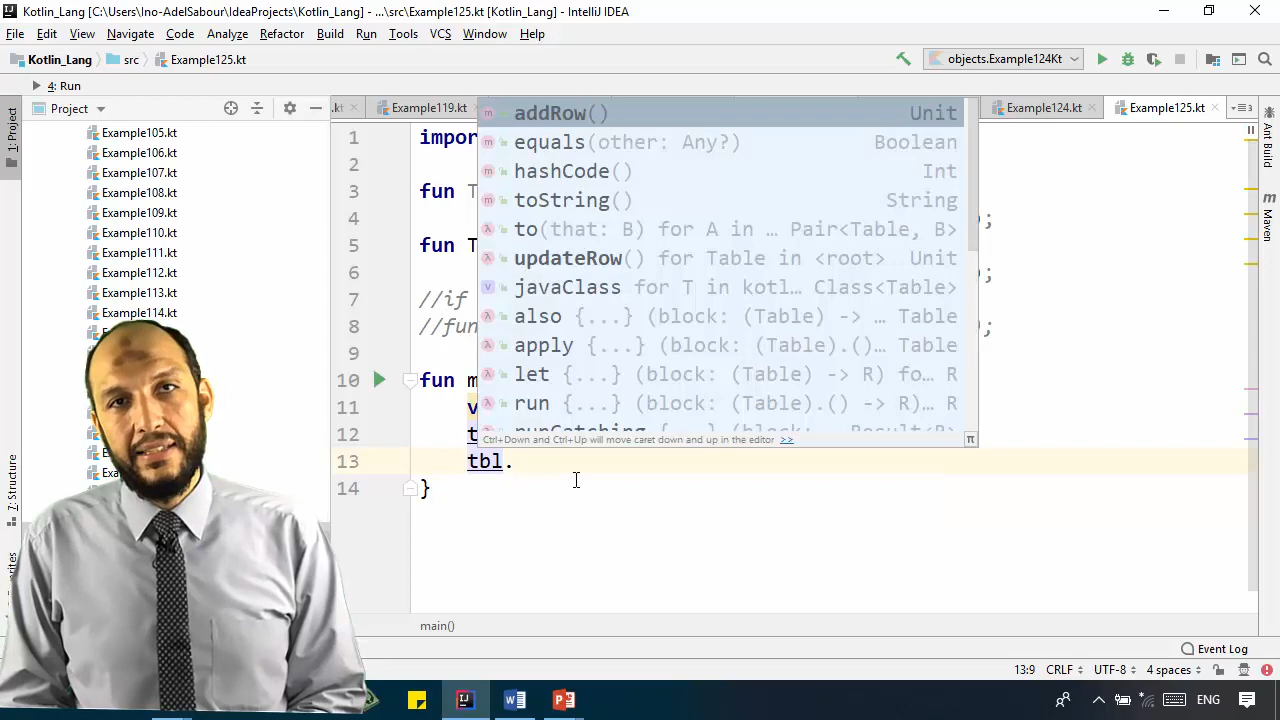 Kotlin_Lang [C:\Users\Ino-AdelSabour\IdeaProjects\Kotlin_Lang] - ...\src\Example125.kt [Kotlin_Lang] - IntelliJ IDEA
File Edit View Navigate Code Analyze Refactor Build Run Tools VCS Window Help
Kotlin_Lang src Example125.kt objects.Example124Kt
4: Run
Project .kt Example119.kt Example124.kt Example125.kt
1: Project
7: Structure
Ant Build
Maven
Example105.kt
Example106.kt
Example107.kt
Example108.kt
Example109.kt
Example110.kt
Example111.kt
Example112.kt
Example113.kt
Example114.kt
1 impor
2
3 fun T
4 ;
5 fun T
6 ;
7 //if
8 //fun ;
9
10 fun m
11 v
12 t
13 tbl.
14 }
addRow() Unit
equals(other: Any?) Boolean
hashCode() Int
toString() String
to(that: B) for A in … Pair<Table, B>
updateRow() for Table in <root> Unit
javaClass for T in kotl… Class<Table>
also {...} (block: (Table) -> … Table
apply {...} (block: (Table).()… Table
let {...} (block: (Table) -> R) fo… R
run {...} (block: (Table).() -> R)… R
runCatching {...} (block: Result<R>
Ctrl+Down and Ctrl+Up will move caret down and up in the editor >> π
main()
Event Log
13:9 CRLF UTF-8 4 spaces
ENG